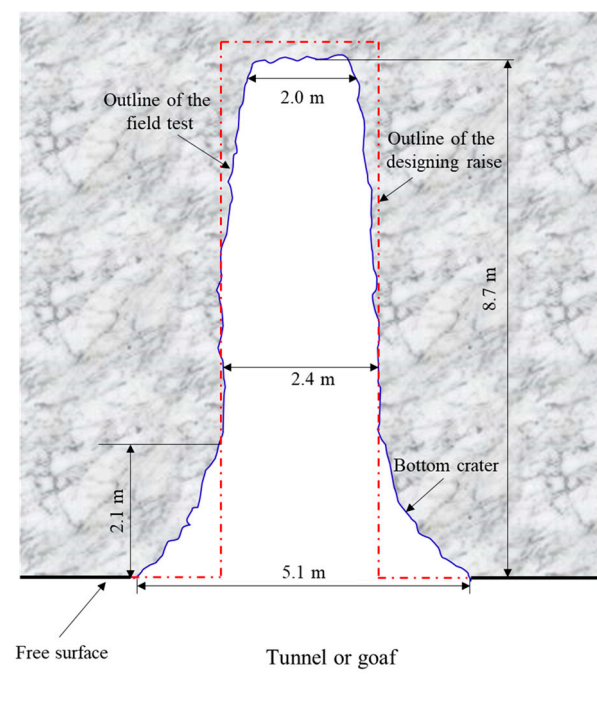 2.0 m
Outline of the
field test
Outline of the
designing raise
8.7 m
2.4 m
Bottom crater
2.1 m
5.1 m
Free surface
Tunnel or goaf